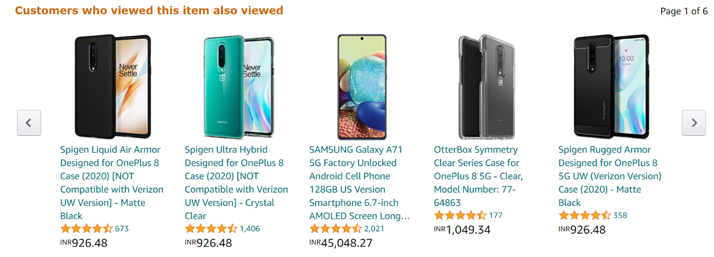 Customers who viewed this item also viewed
Page 1 of 6
Never
Settle
Never
Settle
Spigen Liquid Air Armor
Designed for OnePlus 8
Case (2020) [NOT
Compatible with Verizon
UW Version] - Matte
Black
673
INR926.48
Spigen Ultra Hybrid
Designed for OnePlus 8
Case (2020) [NOT
Compatible with Verizon
UW Version] - Crystal
Clear
1,406
INR926.48
SAMSUNG Galaxy A71
5G Factory Unlocked
Android Cell Phone
128GB US Version
Smartphone 6.7-inch
AMOLED Screen Long...
2,021
INR45,048.27
OtterBox Symmetry
Clear Series Case for
OnePlus 8 5G - Clear,
Model Number: 77-
64863
177
INR1,049.34
Spigen Rugged Armor
Designed for OnePlus 8
5G UW (Verizon Version)
Case (2020) - Matte
Black
358
INR926.48